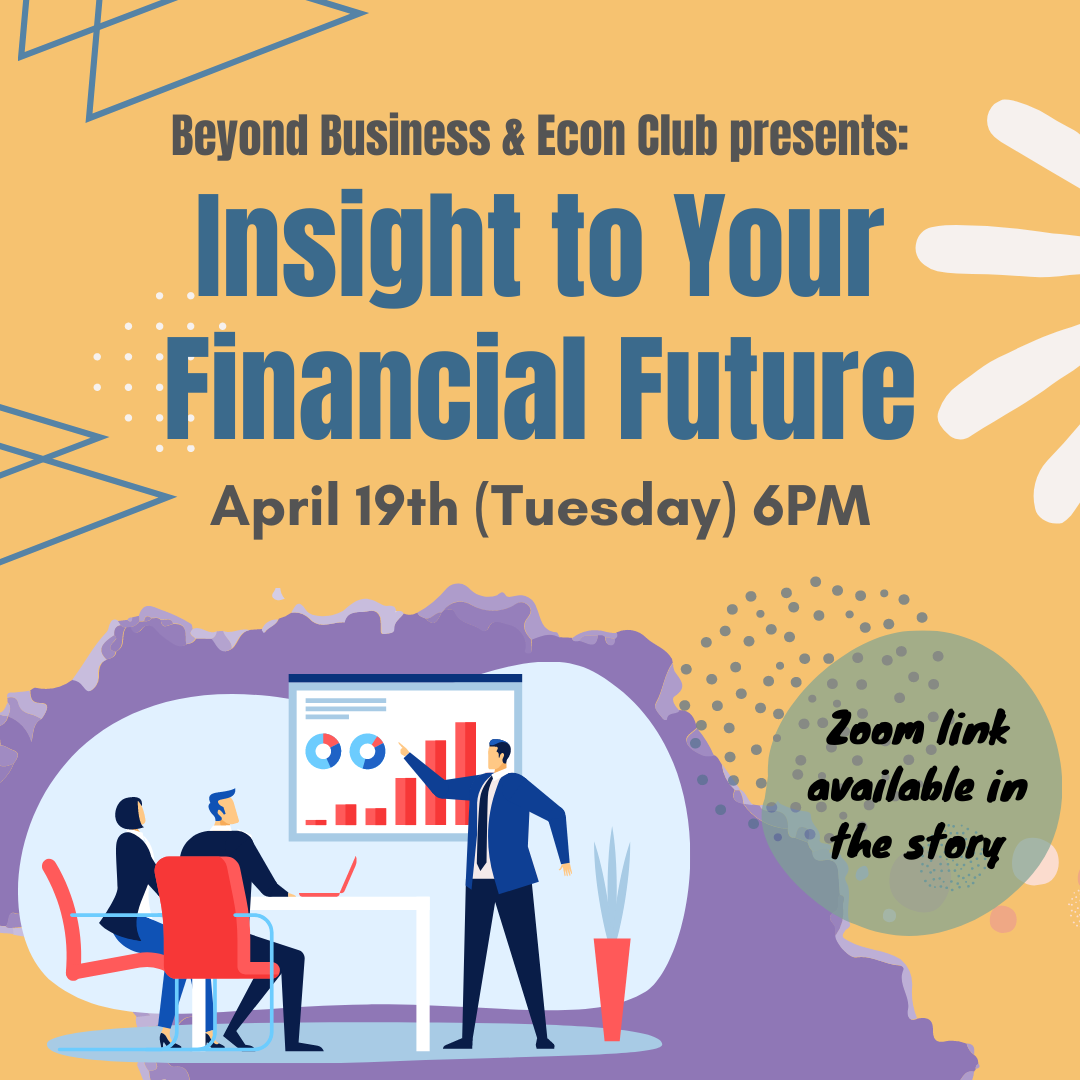 Beyond Business & Econ Club presents:
Insight to Your
Financial Future
April 19th (Tuesday) 6PM
Zoom link
available in
the story